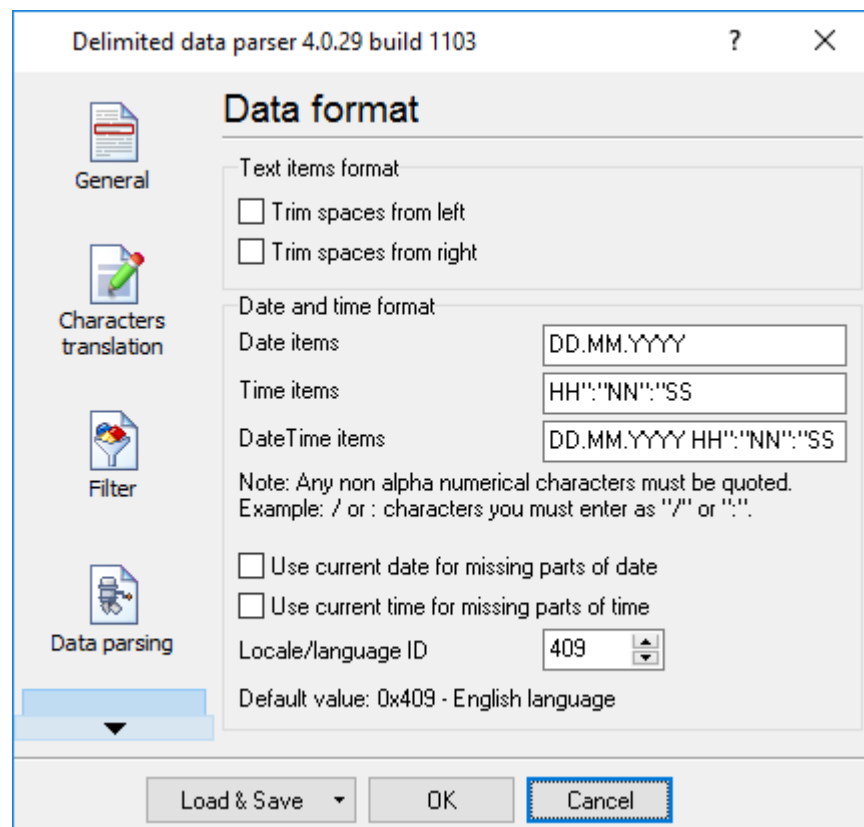 Delimited data parser 4.0.29 build 1103
?
General
Characters
translation
Filter
Data parsing
Data format
Text items format
Trim spaces from left
Trim spaces from right
Date and time format
Date items
DD.MM.YYYY
Time items
HH":"NN":"SS
DateTime items
DD.MM.YYYY HH":"NN":"SS
Note: Any non alpha numerical characters must be quoted.
Example: / or : characters you must enter as "/" or ":".
Use current date for missing parts of date
Use current time for missing parts of time
Locale/language ID
409
Default value: 0x409 - English language
Load & Save
OK
Cancel